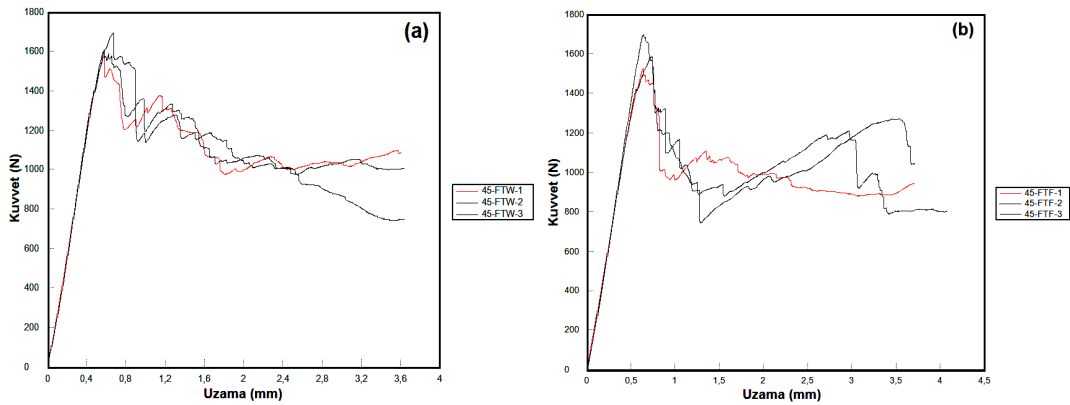 (a)
Kuvvet (N)
1800
1600
1400
1200
1000
800
600
400
200
0
0 0,4 0,8 1,2 1,6 2 2,4 2,8 3,2 3,6 4
Uzama (mm)
45-FTW-1
45-FTW-2
45-FTW-3
(b)
Kuvvet (N)
1800
1600
1400
1200
1000
800
600
400
200
0
0 0,5 1 1,5 2 2,5 3 3,5 4 4,5
Uzama (mm)
45-FTF-1
45-FTF-2
45-FTF-3